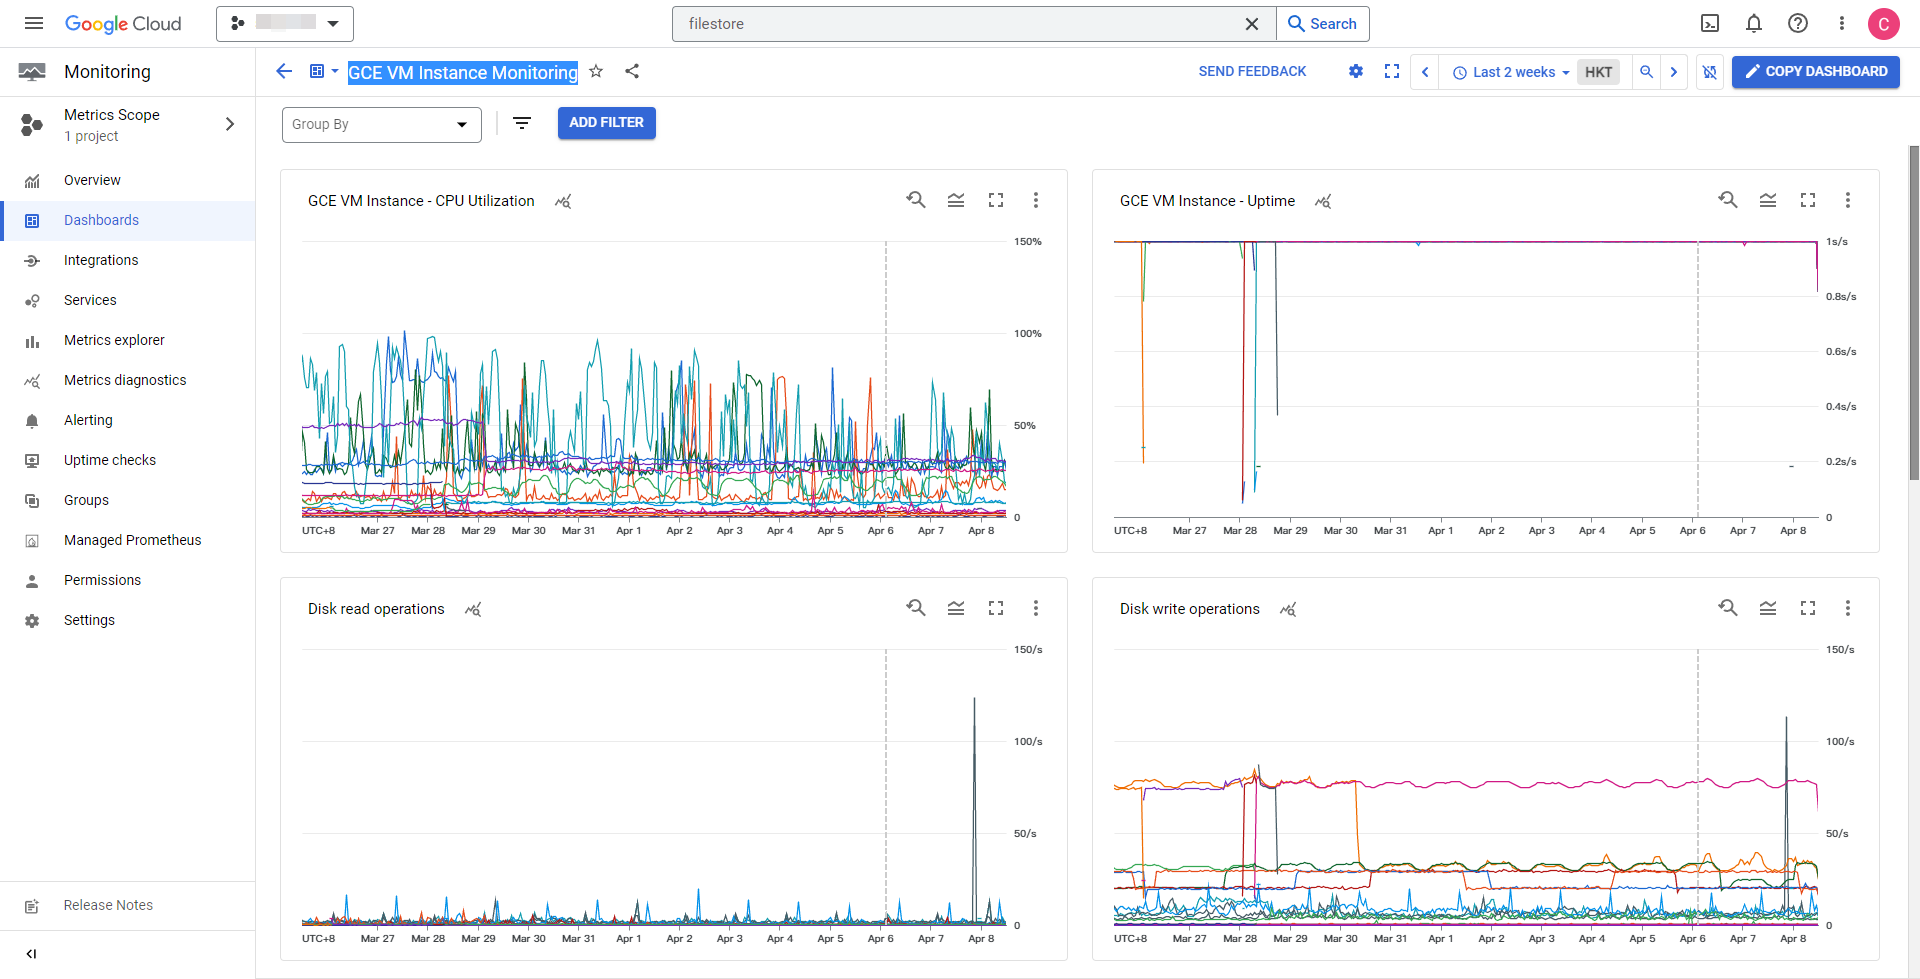 Google Cloud
filestore
Search
C
Monitoring
GCE VM Instance Monitoring
SEND FEEDBACK
Last 2 weeks
HKT
COPY DASHBOARD
Metrics Scope
1 project
Group By
ADD FILTER
Overview
Dashboards
Integrations
Services
Metrics explorer
Metrics diagnostics
Alerting
Uptime checks
Groups
Managed Prometheus
Permissions
Settings
Release Notes
GCE VM Instance - CPU Utilization
150%
100%
50%
0
UTC+8 Mar 27 Mar 28 Mar 29 Mar 30 Mar 31 Apr 1 Apr 2 Apr 3 Apr 4 Apr 5 Apr 6 Apr 7 Apr 8
GCE VM Instance - Uptime
1s/s
0.8s/s
0.6s/s
0.4s/s
0.2s/s
0
UTC+8 Mar 27 Mar 28 Mar 29 Mar 30 Mar 31 Apr 1 Apr 2 Apr 3 Apr 4 Apr 5 Apr 6 Apr 7 Apr 8
Disk read operations
150/s
100/s
50/s
0
UTC+8 Mar 27 Mar 28 Mar 29 Mar 30 Mar 31 Apr 1 Apr 2 Apr 3 Apr 4 Apr 5 Apr 6 Apr 7 Apr 8
Disk write operations
150/s
100/s
50/s
0
UTC+8 Mar 27 Mar 28 Mar 29 Mar 30 Mar 31 Apr 1 Apr 2 Apr 3 Apr 4 Apr 5 Apr 6 Apr 7 Apr 8